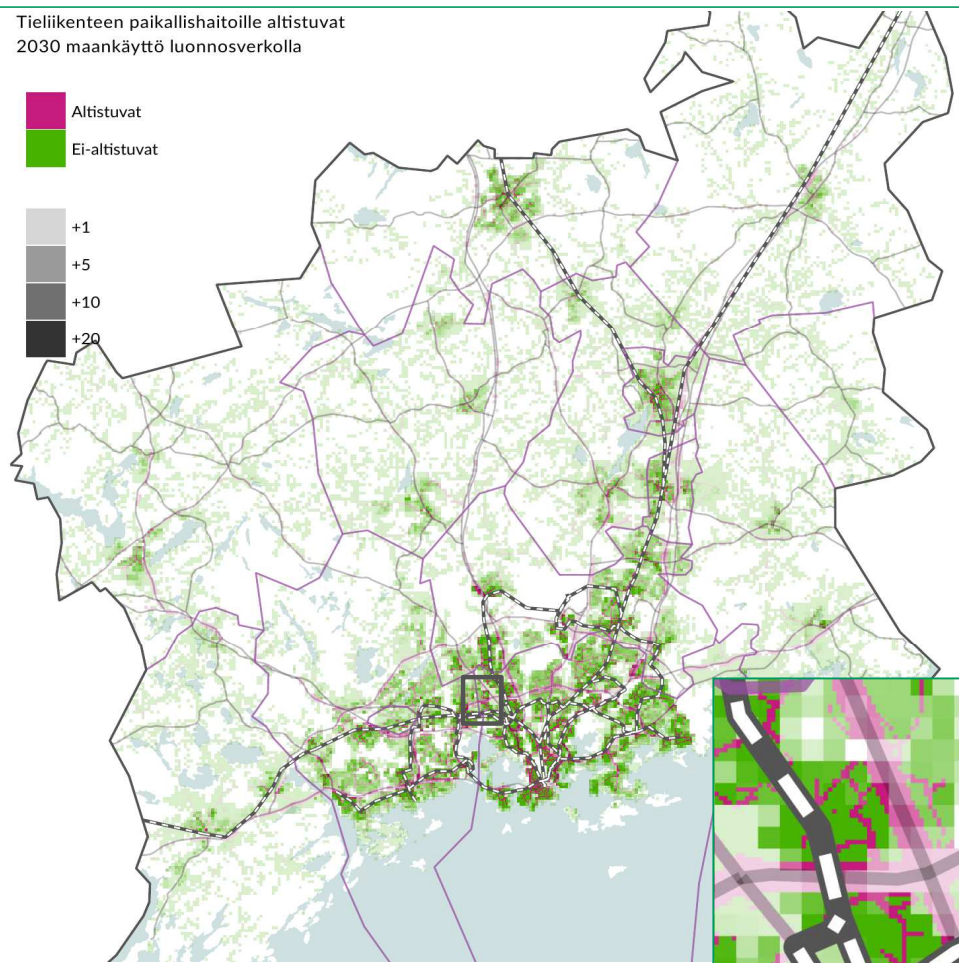 Tieliikenteen paikallishaitoille altistuvat
2030 maankäyttö luonnosverkolla
Altistuvat
Ei-altistuvat
+1
+5
+10
+20